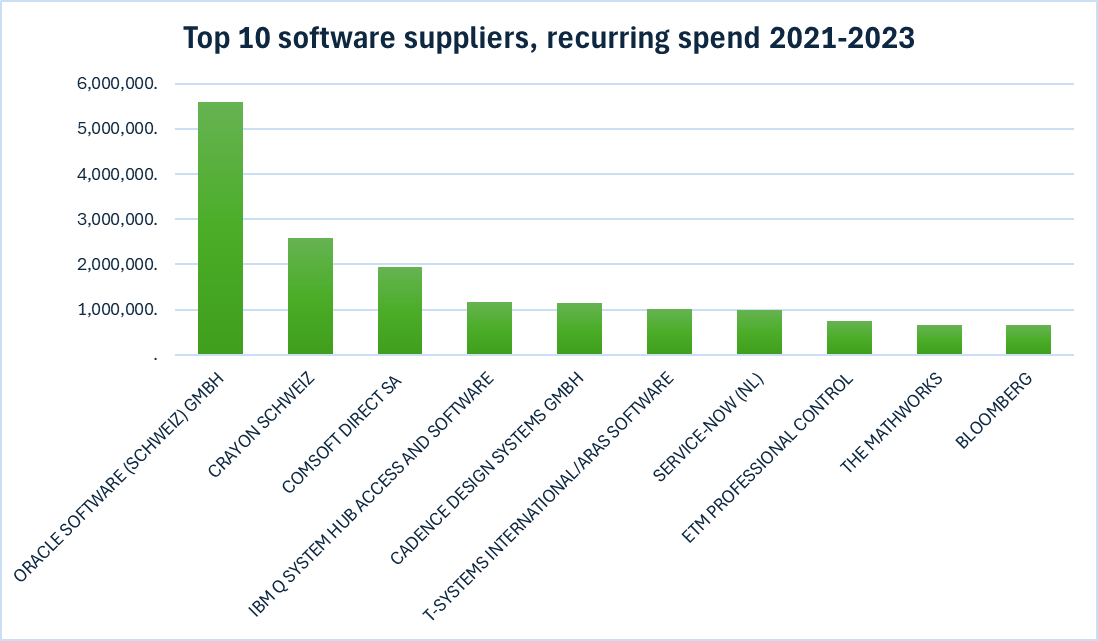 Top 10 software suppliers, recurring spend 2021-2023
6,000,000.
5,000,000.
4,000,000.
3,000,000.
2,000,000.
1,000,000.
.
ORACLE SOFTWARE (SCHWEIZ) GMBH
CRAYON SCHWEIZ
COMSOFT DIRECT SA
IBM Q SYSTEM HUB ACCESS AND SOFTWARE
CADENCE DESIGN SYSTEMS GMBH
T-SYSTEMS INTERNATIONAL/ARAS SOFTWARE
SERVICE-NOW (NL)
ETM PROFESSIONAL CONTROL
THE MATHWORKS
BLOOMBERG